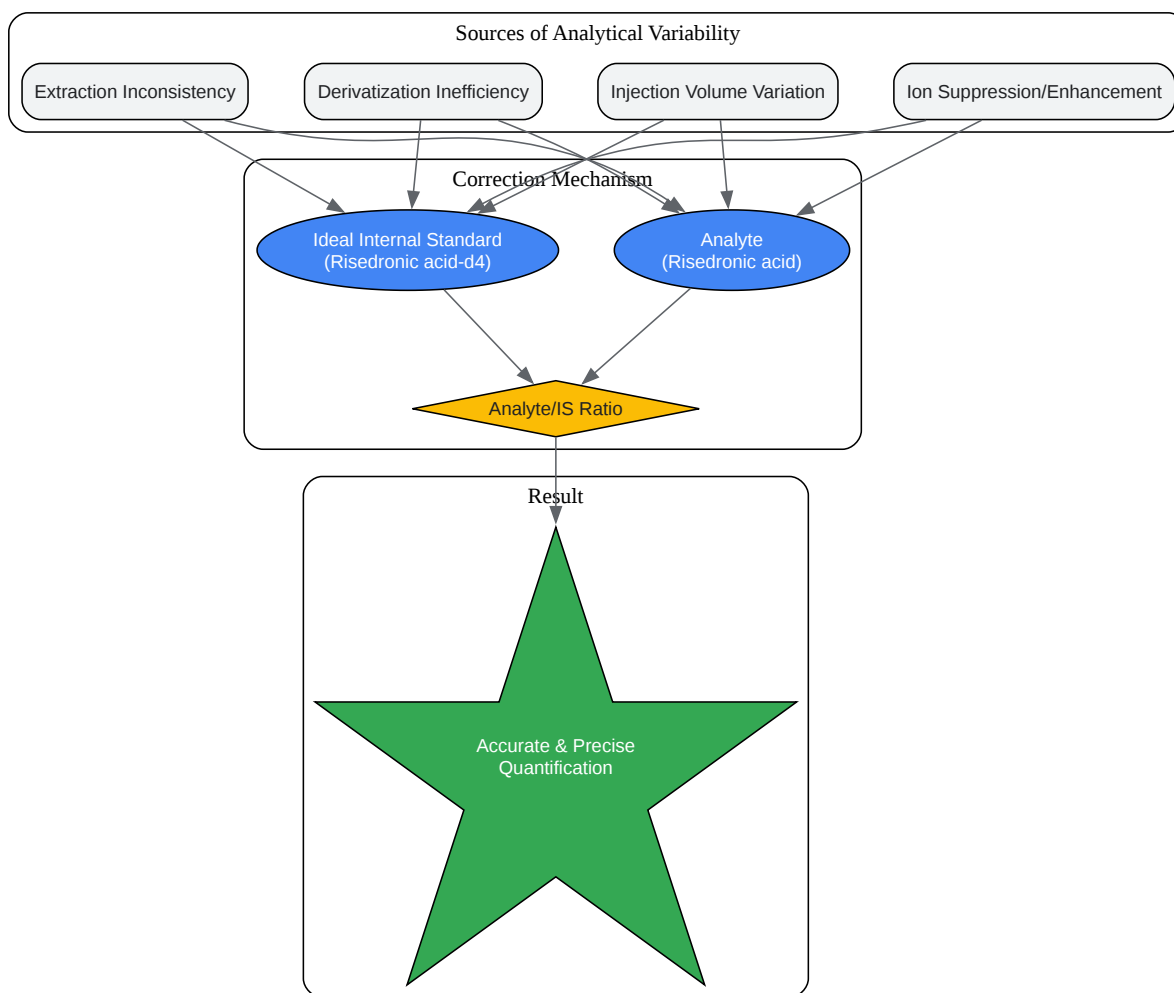 Sources of Analytical Variability
Extraction Inconsistency
Derivatization Inefficiency
Injection Volume Variation
Ion Suppression/Enhancement
Correction Mechanism
Ideal Internal Standard
(Risedronic acid-d4)
Analyte
(Risedronic acid)
Analyte/IS Ratio
Result
Accurate & Precise
Quantification